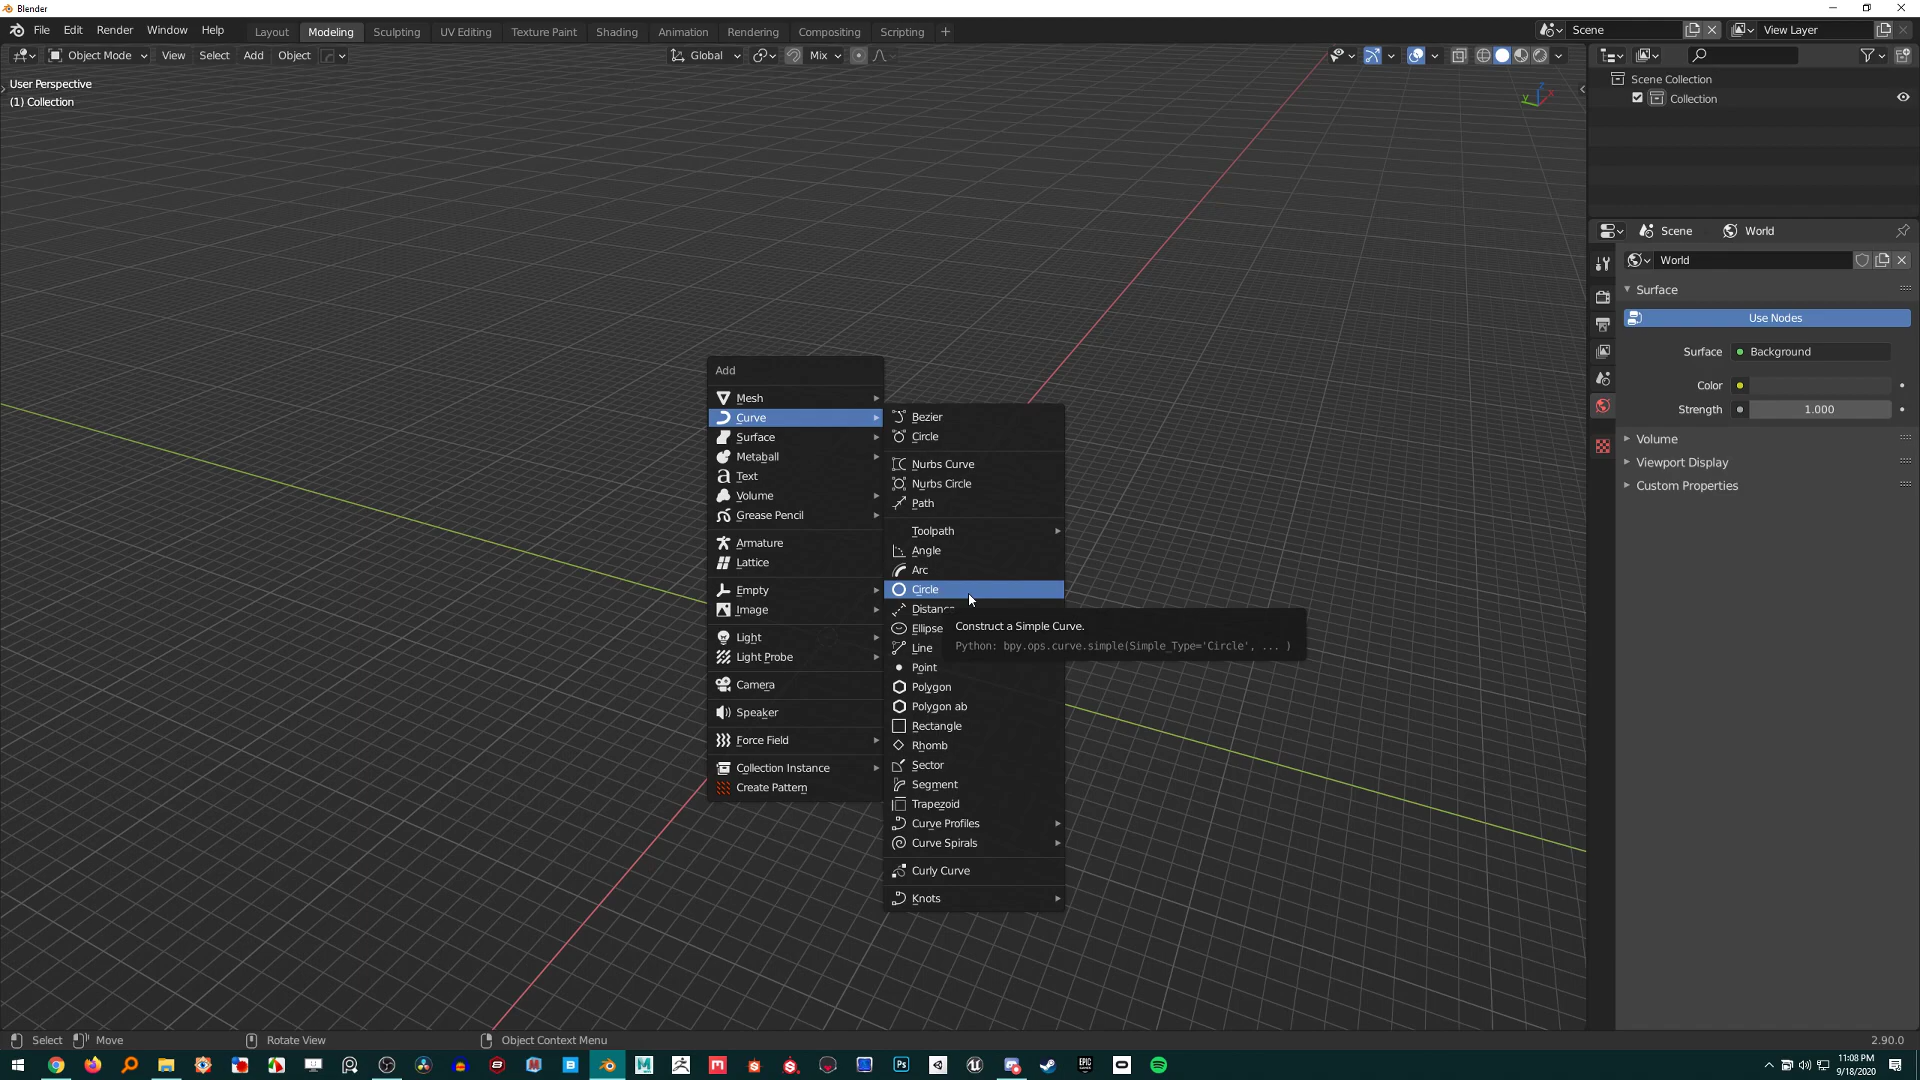 Blender
File Edit Render Window Help
Layout Modeling Sculpting UV Editing Texture Paint Shading Animation Rendering Compositing Scripting +
Scene
View Layer
Object Mode View Select Add Object
Global
Mix
User Perspective
(1) Collection
Scene Collection
Collection
Scene
World
World
Surface
Use Nodes
Surface Background
Color
Strength 1.000
Volume
Viewport Display
Custom Properties
Add
Mesh
Curve
Surface
Metaball
Text
Volume
Grease Pencil
Armature
Lattice
Empty
Image
Light
Light Probe
Camera
Speaker
Force Field
Collection Instance
Create Pattern
Bezier
Circle
Nurbs Curve
Nurbs Circle
Path
Toolpath
Angle
Arc
Circle
Distance
Ellipse
Line
Point
Polygon
Polygon ab
Rectangle
Rhomb
Sector
Segment
Trapezoid
Curve Profiles
Curve Spirals
Curly Curve
Knots
Construct a Simple Curve.
Python: bpy.ops.curve.simple(Simple_Type='Circle', ... )
Select
Move
Rotate View
Object Context Menu
2.90.0
11:08 PM
9/18/2020